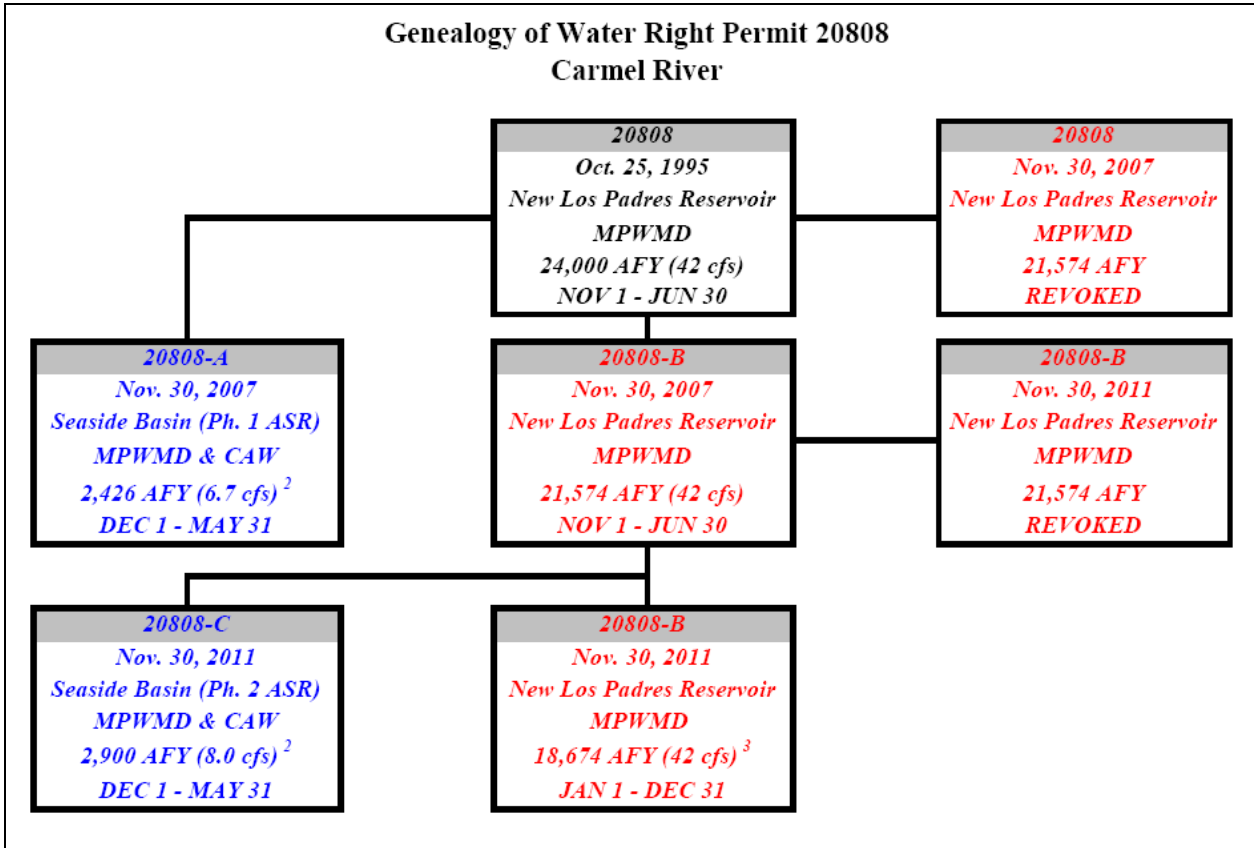 Genealogy of Water Right Permit 20808
Carmel River
20808
Oct. 25, 1995
New Los Padres Reservoir
MPWMD
24,000 AFY (42 cfs)
NOV 1 - JUN 30
20808
Nov. 30, 2007
New Los Padres Reservoir
MPWMD
21,574 AFY
REVOKED
20808-A
Nov. 30, 2007
Seaside Basin (Ph. 1 ASR)
MPWMD & CAW
2,426 AFY (6.7 cfs) 2
DEC 1 - MAY 31
20808-B
Nov. 30, 2007
New Los Padres Reservoir
MPWMD
21,574 AFY (42 cfs)
NOV 1 - JUN 30
20808-B
Nov. 30, 2011
New Los Padres Reservoir
MPWMD
21,574 AFY
REVOKED
20808-C
Nov. 30, 2011
Seaside Basin (Ph. 2 ASR)
MPWMD & CAW
2,900 AFY (8.0 cfs) 2
DEC 1 - MAY 31
20808-B
Nov. 30, 2011
New Los Padres Reservoir
MPWMD
18,674 AFY (42 cfs) 3
JAN 1 - DEC 31